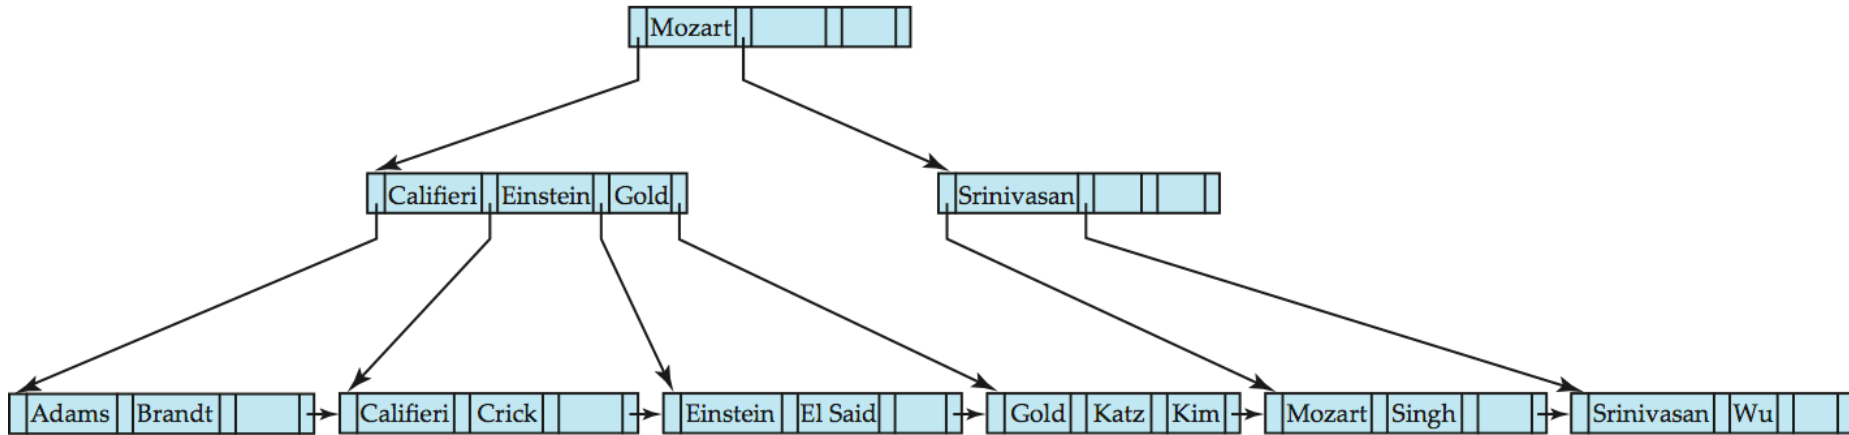 Mozart
Califieri Einstein Gold
Srinivasan
Adams Brandt
Califieri Crick
Einstein El Said
Gold Katz Kim
Mozart Singh
Srinivasan Wu